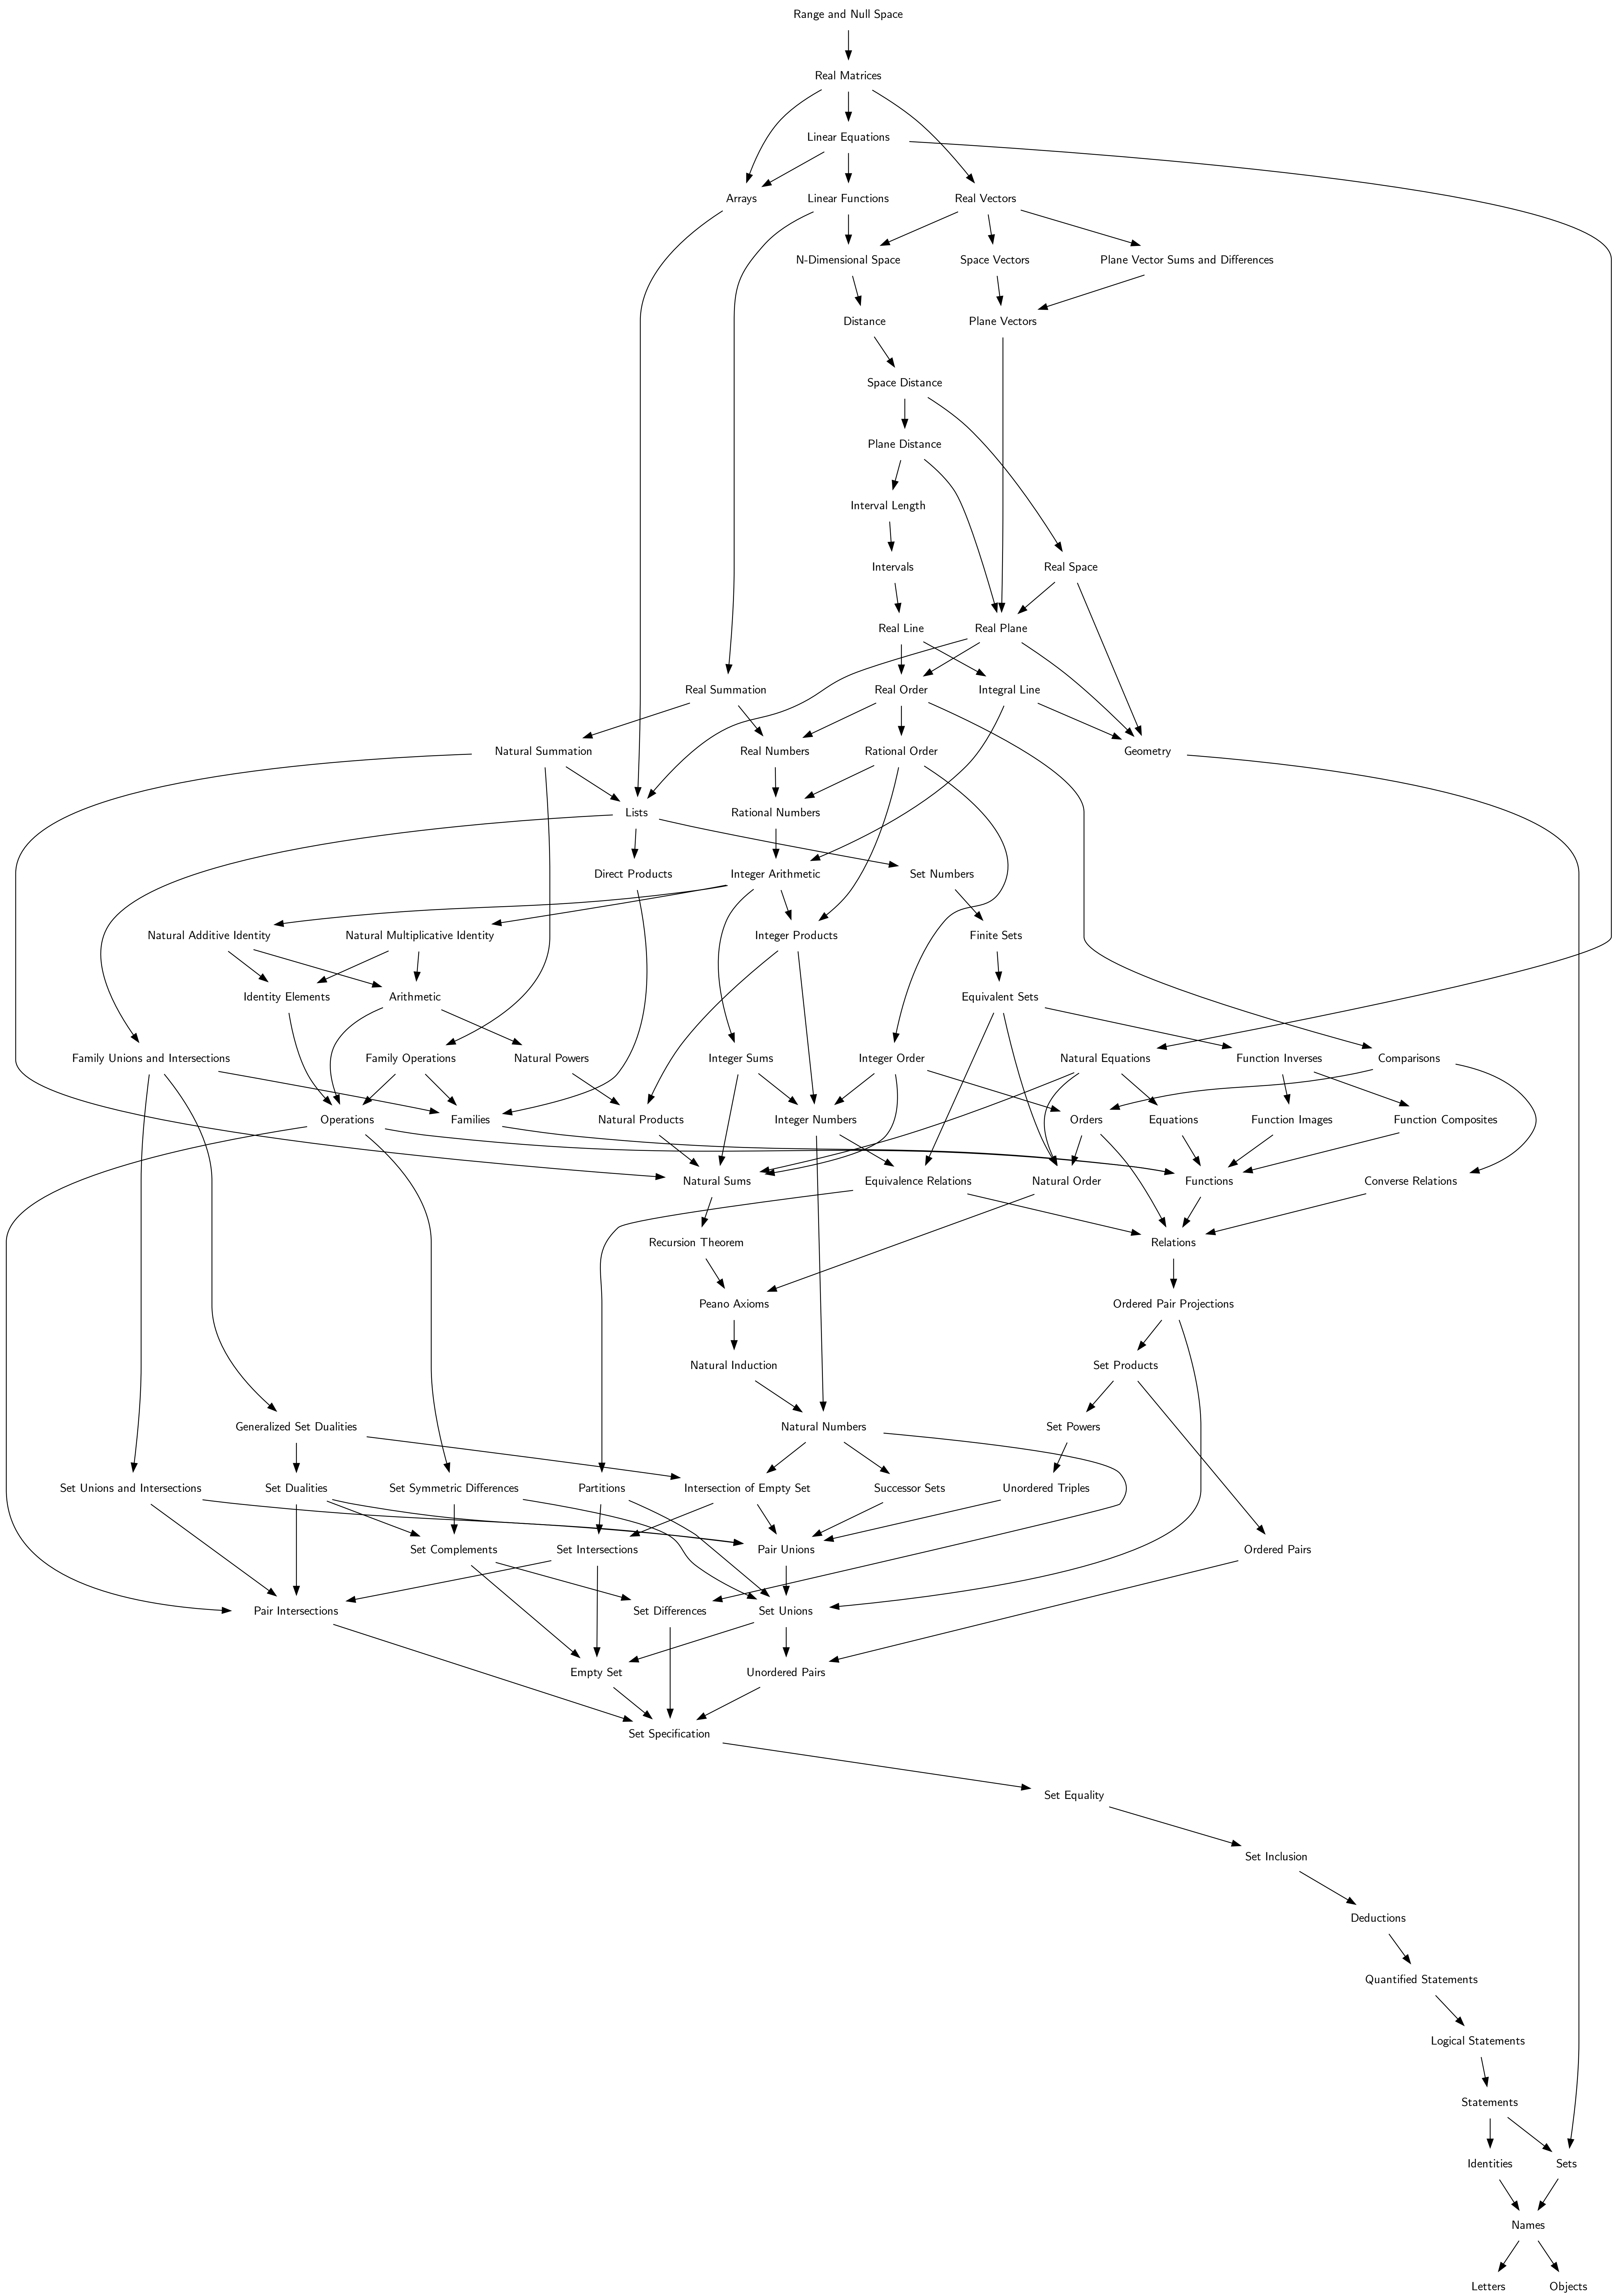 Range and Null Space
Real Matrices
Linear Equations
Arrays
Linear Functions
Real Vectors
N-Dimensional Space
Space Vectors
Plane Vector Sums and Differences
Distance
Plane Vectors
Space Distance
Plane Distance
Interval Length
Intervals
Real Space
Real Line
Real Plane
Real Summation
Real Order
Integral Line
Natural Summation
Real Numbers
Rational Order
Geometry
Lists
Rational Numbers
Direct Products
Integer Arithmetic
Set Numbers
Natural Additive Identity
Natural Multiplicative Identity
Integer Products
Finite Sets
Identity Elements
Arithmetic
Equivalent Sets
Family Unions and Intersections
Family Operations
Natural Powers
Integer Sums
Integer Order
Natural Equations
Function Inverses
Comparisons
Operations
Families
Natural Products
Integer Numbers
Orders
Equations
Function Images
Function Composites
Natural Sums
Equivalence Relations
Natural Order
Functions
Converse Relations
Recursion Theorem
Relations
Peano Axioms
Ordered Pair Projections
Natural Induction
Set Products
Generalized Set Dualities
Natural Numbers
Set Powers
Set Unions and Intersections
Set Dualities
Set Symmetric Differences
Partitions
Intersection of Empty Set
Successor Sets
Unordered Triples
Set Complements
Set Intersections
Pair Unions
Ordered Pairs
Pair Intersections
Set Differences
Set Unions
Empty Set
Unordered Pairs
Set Specification
Set Equality
Set Inclusion
Deductions
Quantified Statements
Logical Statements
Statements
Identities
Sets
Names
Letters
Objects